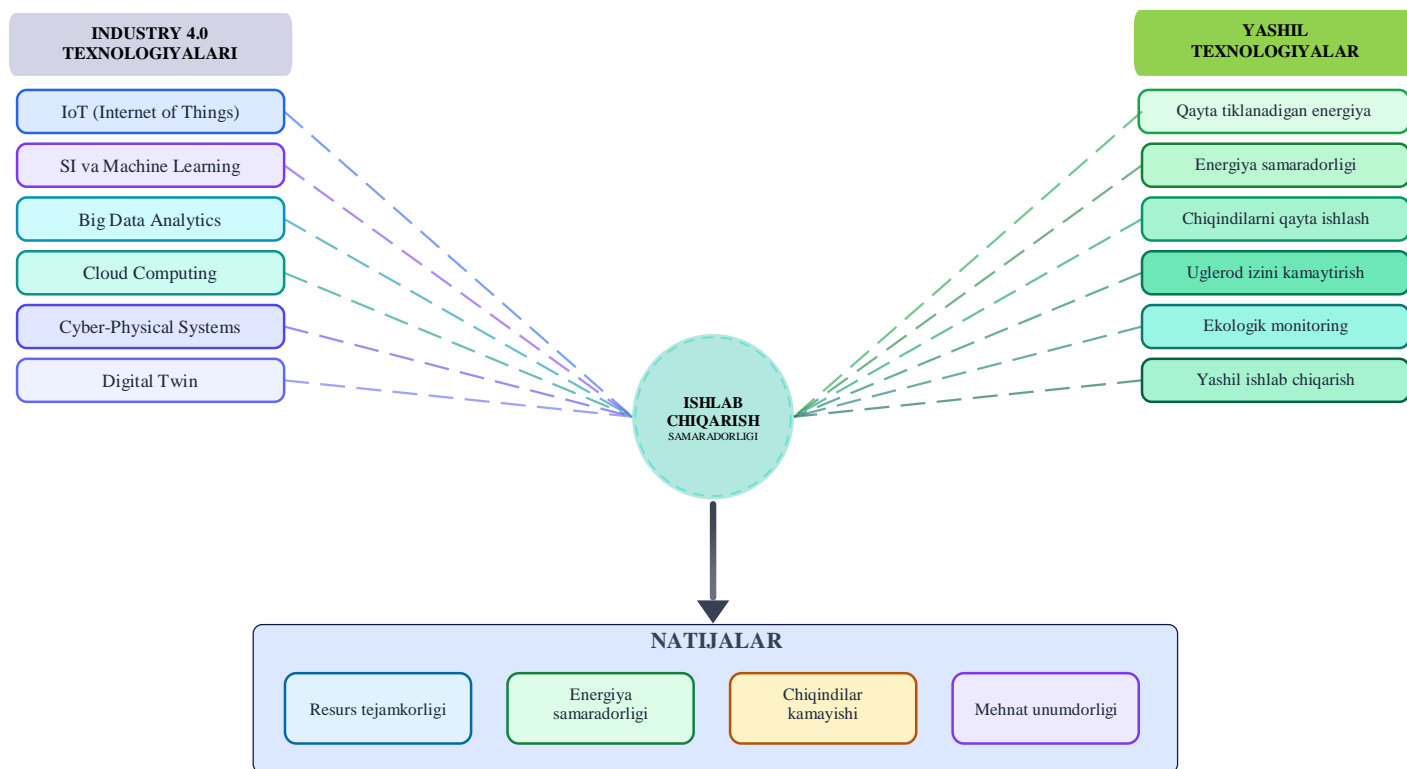 INDUSTRY 4.0
TEXNOLOGIYALARI
IoT (Internet of Things)
SI va Machine Learning
Big Data Analytics
Cloud Computing
Cyber-Physical Systems
Digital Twin
YASHIL
TEXNOLOGIYALAR
Qayta tiklanadigan energiya
Energiya samaradorligi
Chiqindilarni qayta ishlash
Uglerod izini kamaytirish
Ekologik monitoring
Yashil ishlab chiqarish
ISHLAB
CHIQARISH
SAMARADORLIGI
NATIJALAR
Resurs tejamkorligi
Energiya
samaradorligi
Chiqindilar
kamayishi
Mehnat unumdorligi